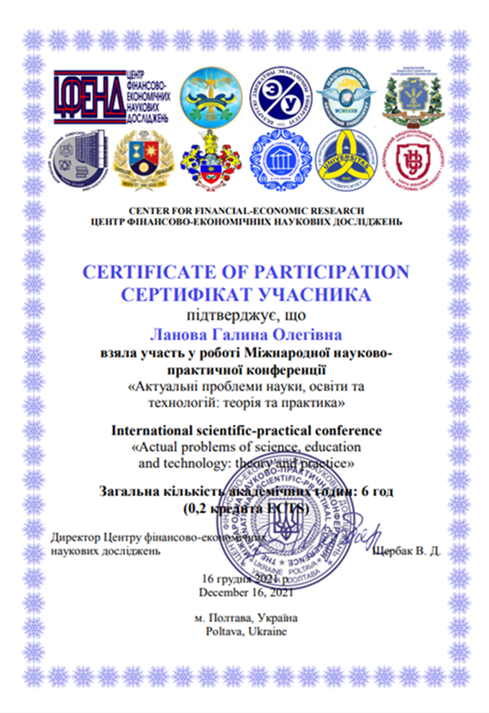 ЦФЕНД
ЦЕНТР
ФІНАНСОВО-
ЕКОНОМІЧНИХ
НАУКОВИХ
ДОСЛІДЖЕНЬ
CENTER FOR FINANCIAL-ECONOMIC RESEARCH
ЦЕНТР ФІНАНСОВО-ЕКОНОМІЧНИХ НАУКОВИХ ДОСЛІДЖЕНЬ
CERTIFICATE OF PARTICIPATION
СЕРТИФІКАТ УЧАСНИКА
підтверджує, що
Ланова Галина Олегівна
взяла участь у роботі Міжнародної науково-
практичної конференції
«Актуальні проблеми науки, освіти та
технологій: теорія та практика»
International scientific-practical conference
«Actual problems of science, education
and technology: theory and practice»
Загальна кількість академічних годин: 6 год
(0,2 кредита ECTS)
Директор Центру фінансово-економічних
наукових досліджень
Щербак В. Д.
16 грудня 2021 р.
December 16, 2021
м. Полтава, Україна
Poltava, Ukraine